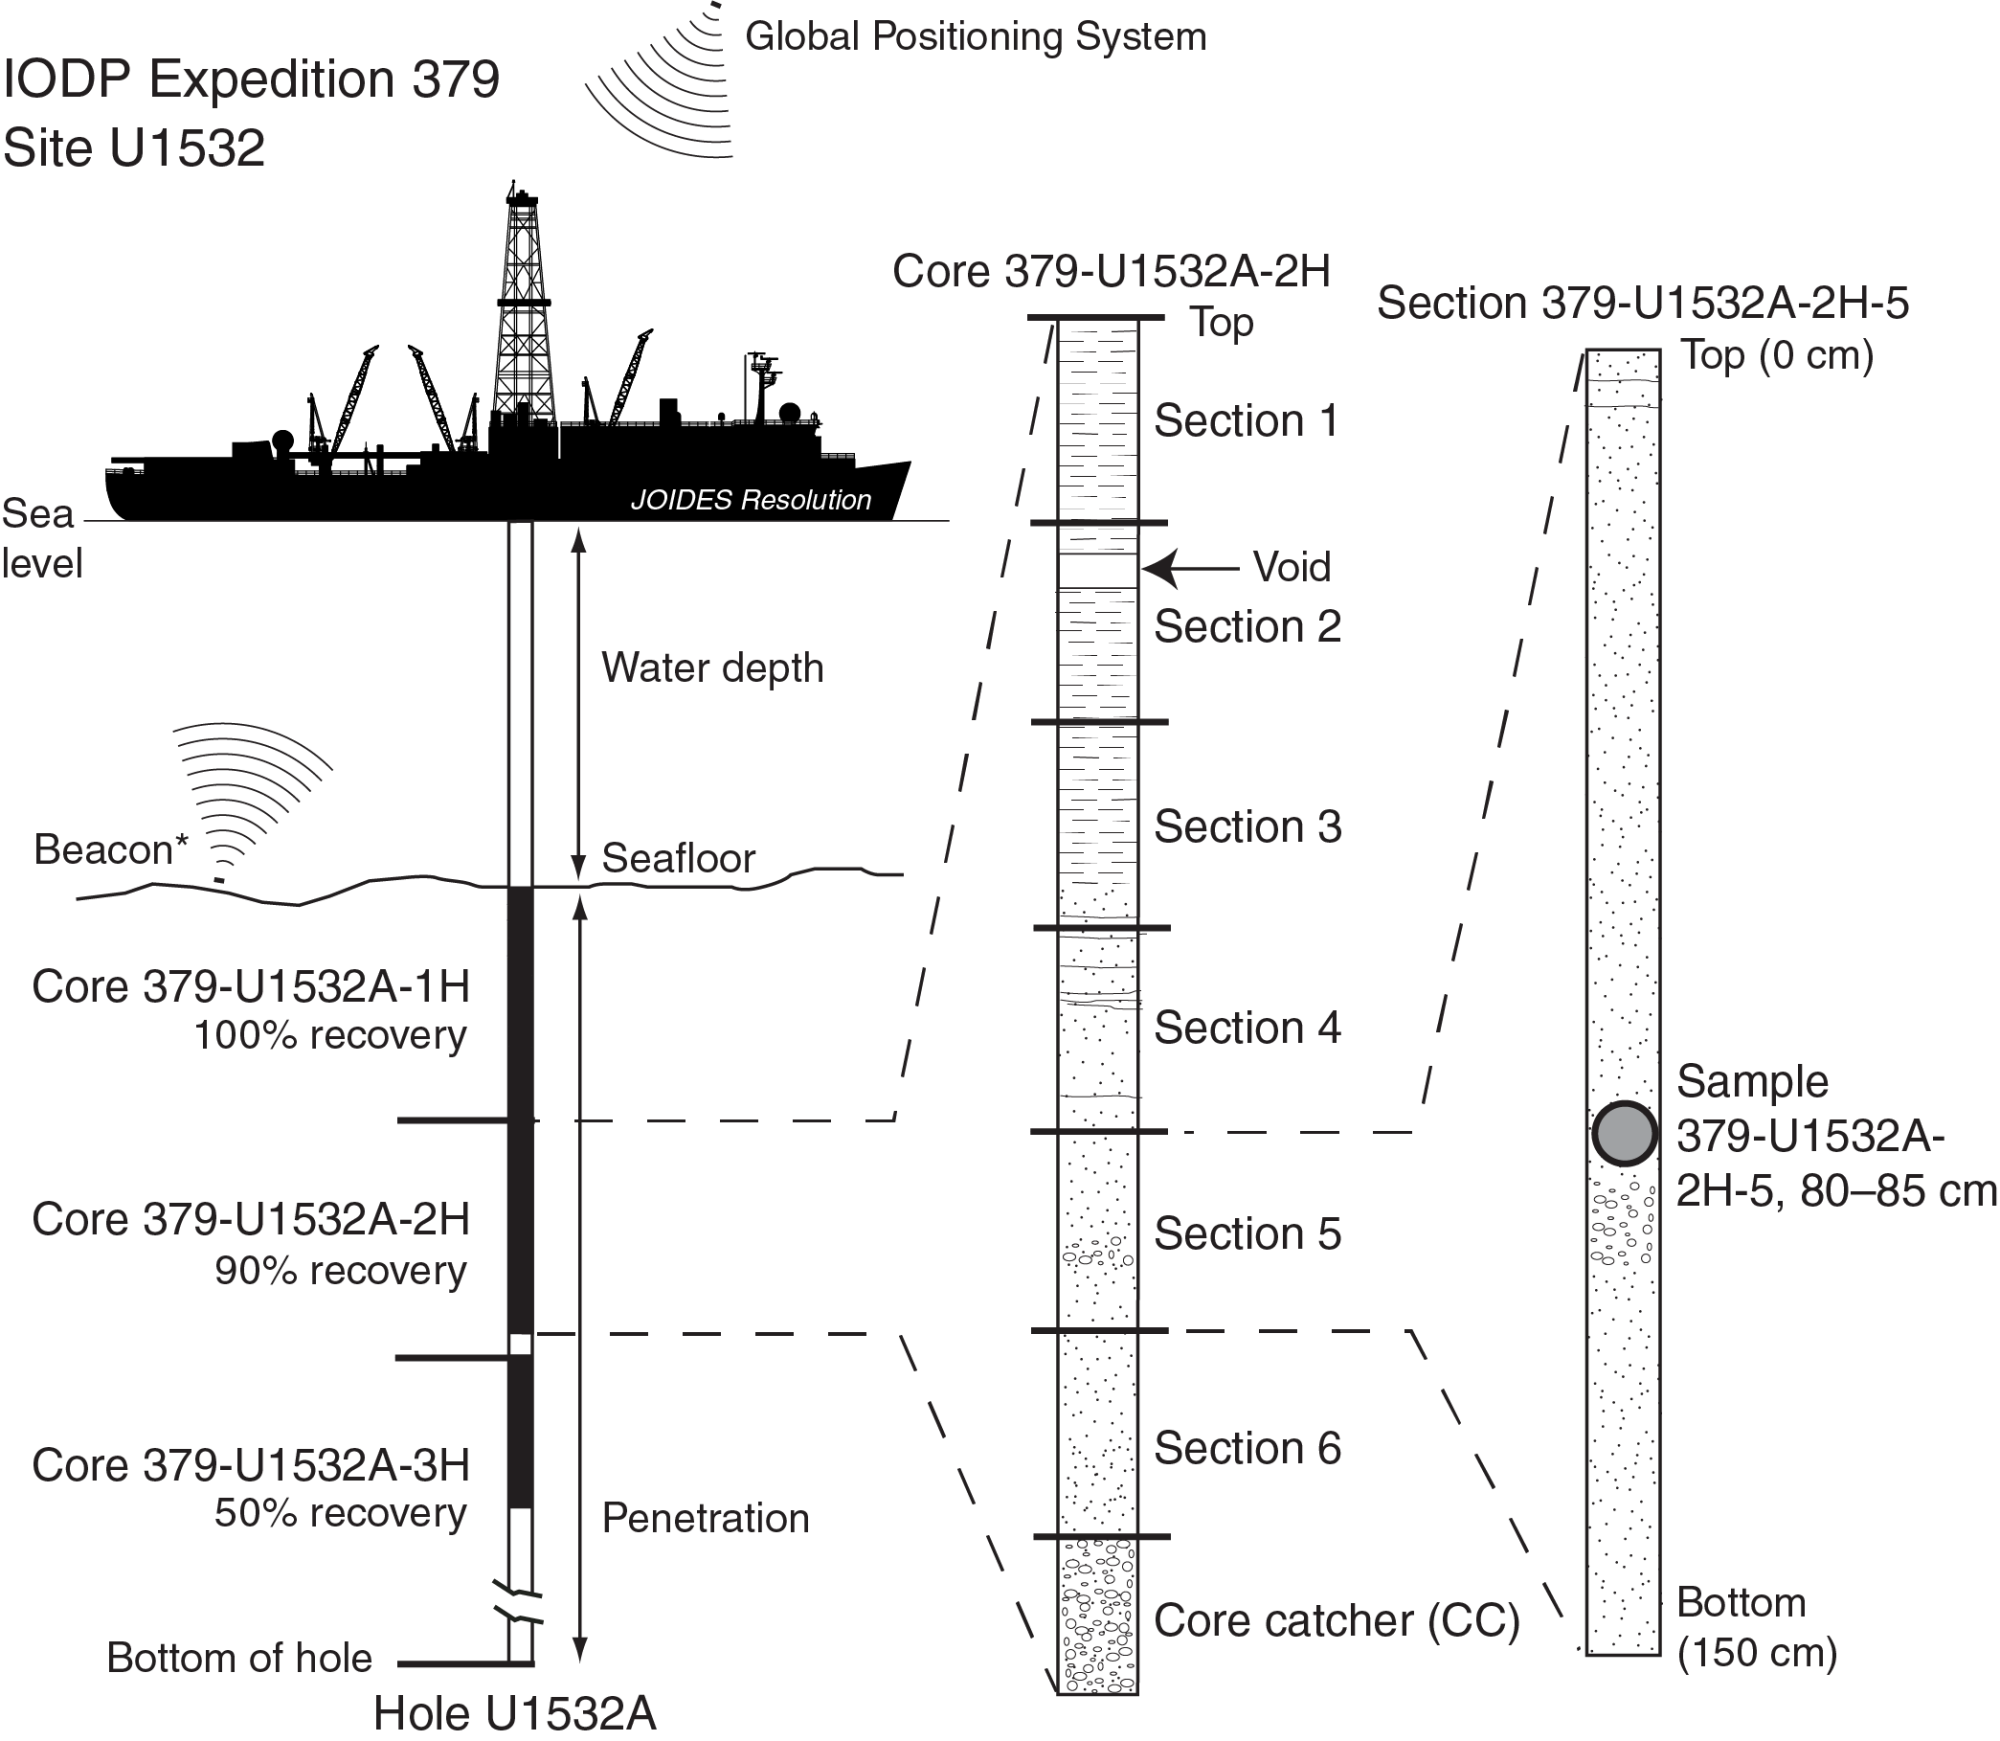 Global Positioning System
IODP Expedition 379
Site U1532
JOIDES Resolution
Sea
level
Water depth
Beacon*
Seafloor
Core 379-U1532A-1H
100% recovery
Core 379-U1532A-2H
90% recovery
Core 379-U1532A-3H
50% recovery
Penetration
Bottom of hole
Hole U1532A
Core 379-U1532A-2H
Top
Section 1
Void
Section 2
Section 3
Section 4
Section 5
Section 6
Core catcher (CC)
Section 379-U1532A-2H-5
Top (0 cm)
Sample
379-U1532A-
2H-5, 80–85 cm
Bottom
(150 cm)